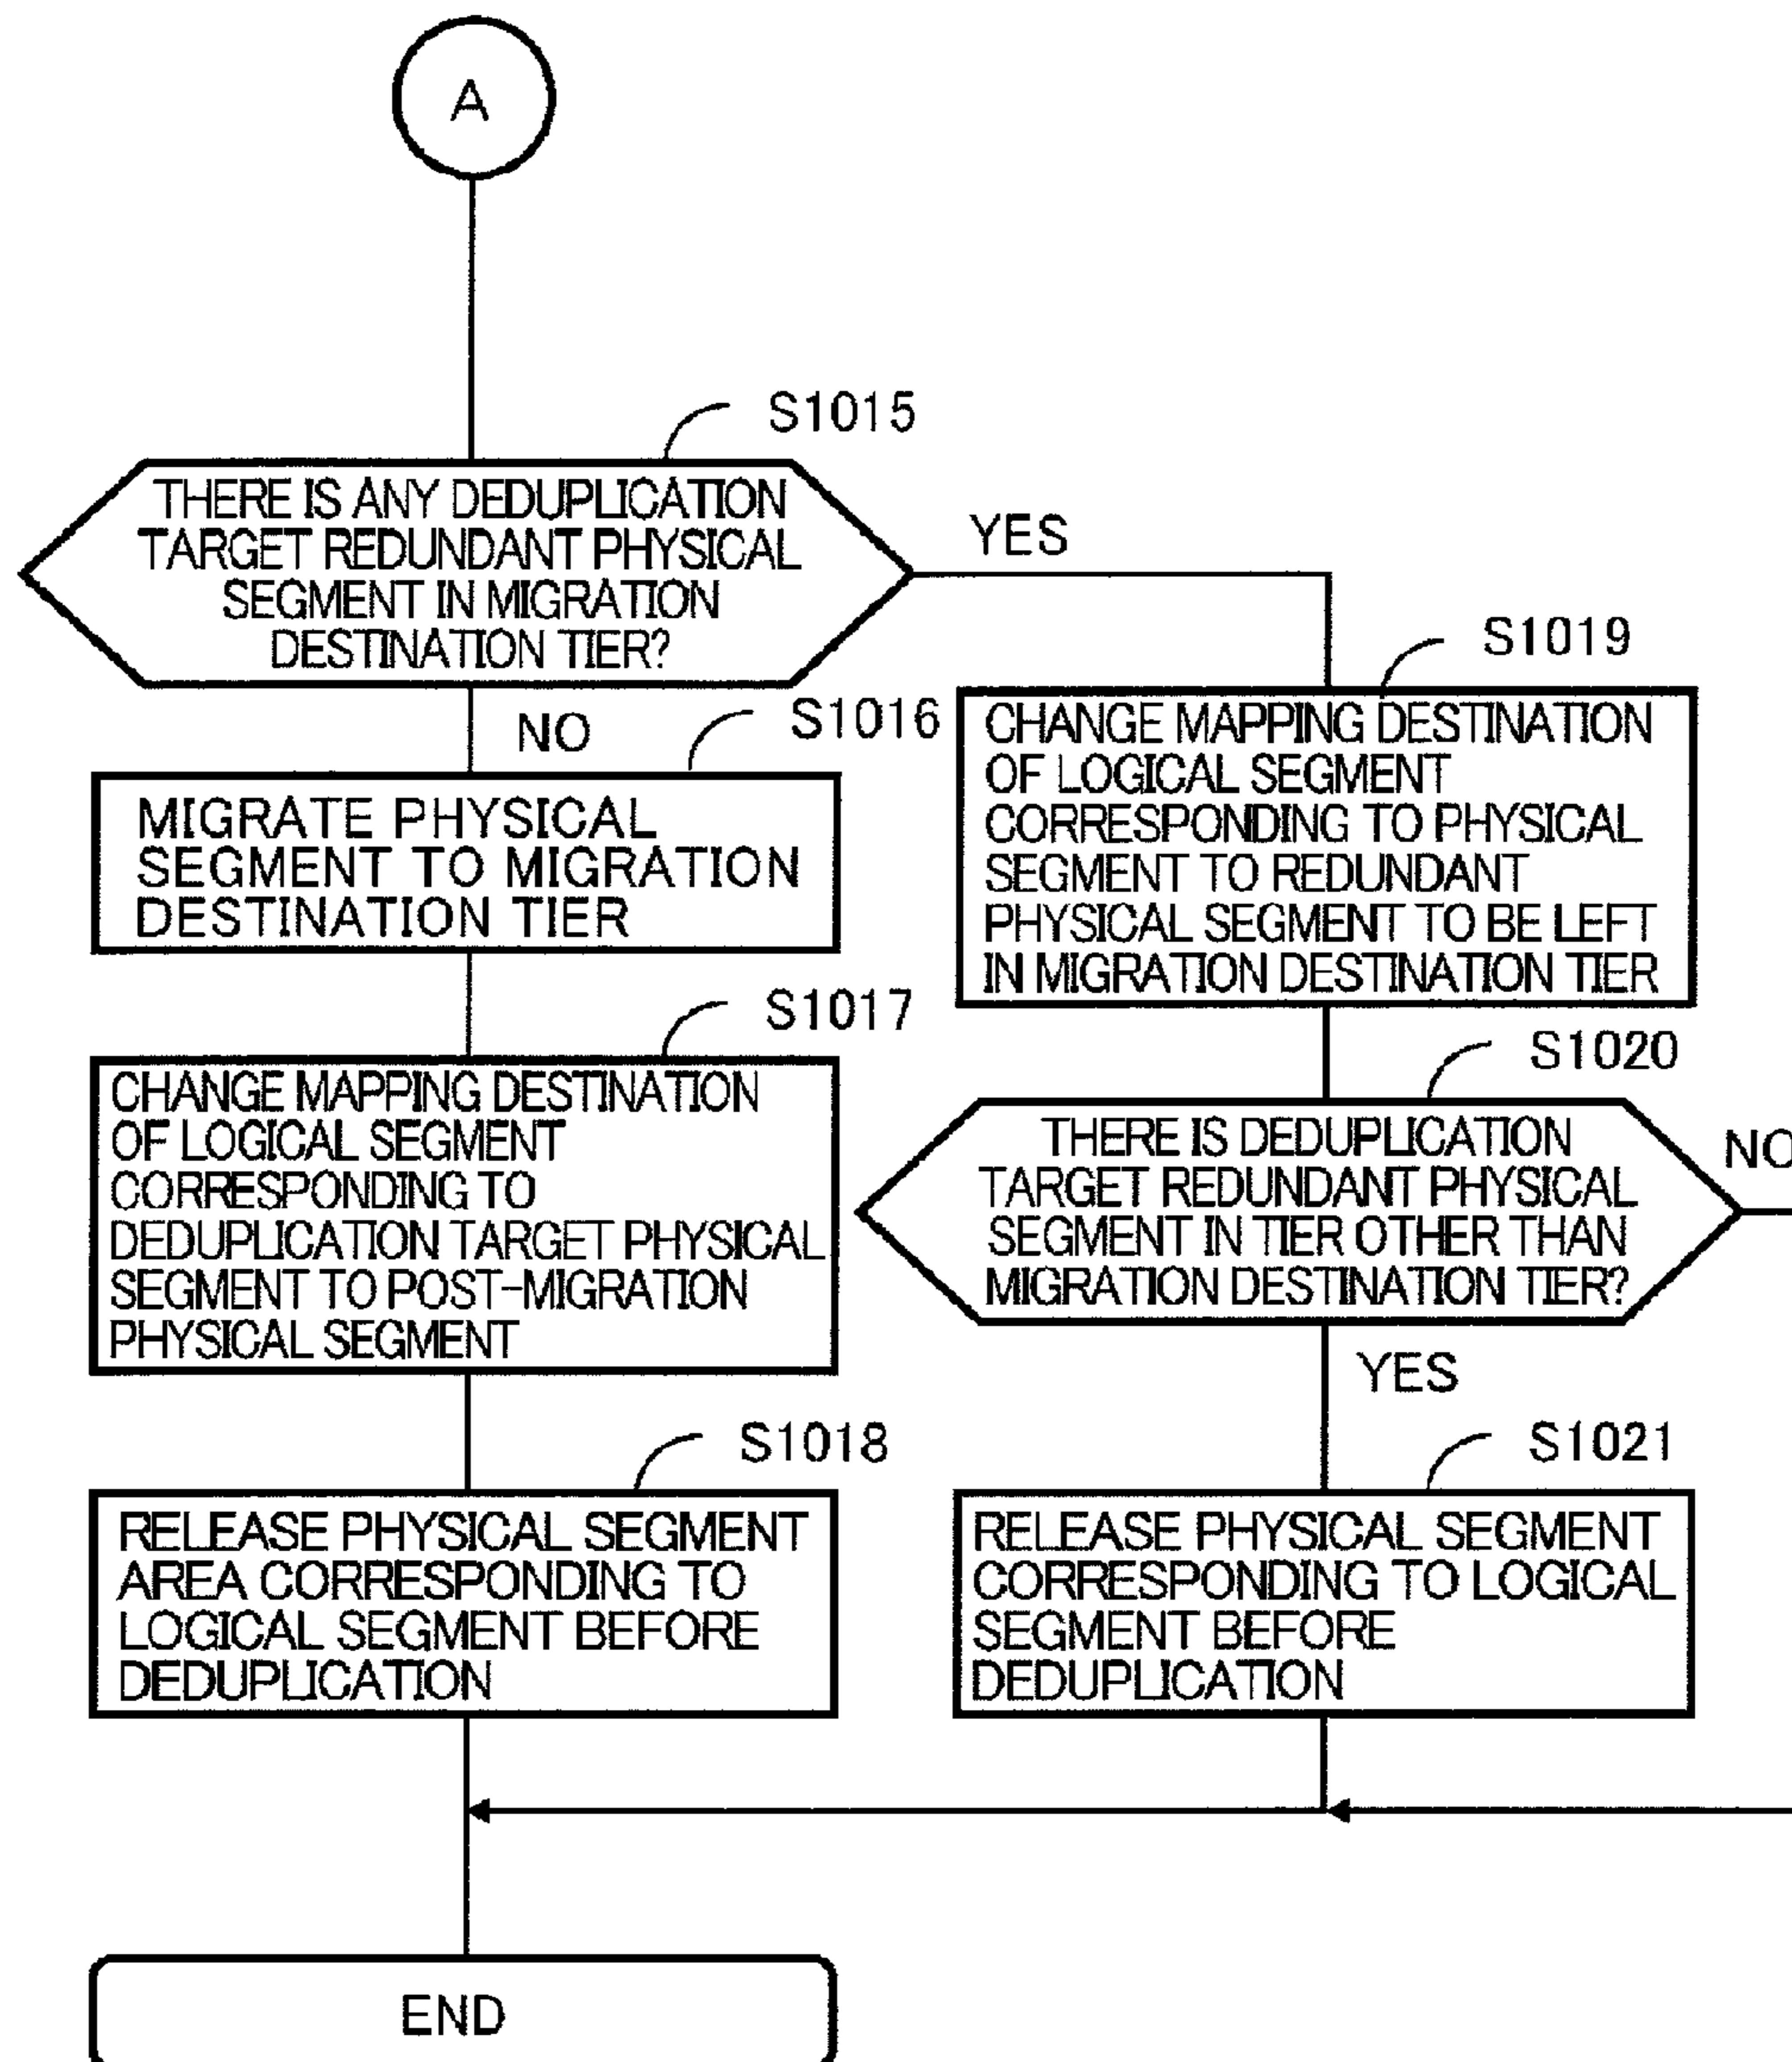 A
S1015
THERE IS ANY DEDUPLICATION
TARGET REDUNDANT PHYSICAL
SEGMENT IN MIGRATION
DESTINATION TIER?
YES
NO
S1016
MIGRATE PHYSICAL
SEGMENT TO MIGRATION
DESTINATION TIER
S1017
CHANGE MAPPING DESTINATION
OF LOGICAL SEGMENT
CORRESPONDING TO
DEDUPLICATION TARGET PHYSICAL
SEGMENT TO POST-MIGRATION
PHYSICAL SEGMENT
S1018
RELEASE PHYSICAL SEGMENT
AREA CORRESPONDING TO
LOGICAL SEGMENT BEFORE
DEDUPLICATION
S1019
CHANGE MAPPING DESTINATION
OF LOGICAL SEGMENT
CORRESPONDING TO PHYSICAL
SEGMENT TO REDUNDANT
PHYSICAL SEGMENT TO BE LEFT
IN MIGRATION DESTINATION TIER
S1020
THERE IS DEDUPLICATION
TARGET REDUNDANT PHYSICAL
SEGMENT IN TIER OTHER THAN
MIGRATION DESTINATION TIER?
NO
YES
S1021
RELEASE PHYSICAL SEGMENT
CORRESPONDING TO LOGICAL
SEGMENT BEFORE
DEDUPLICATION
END